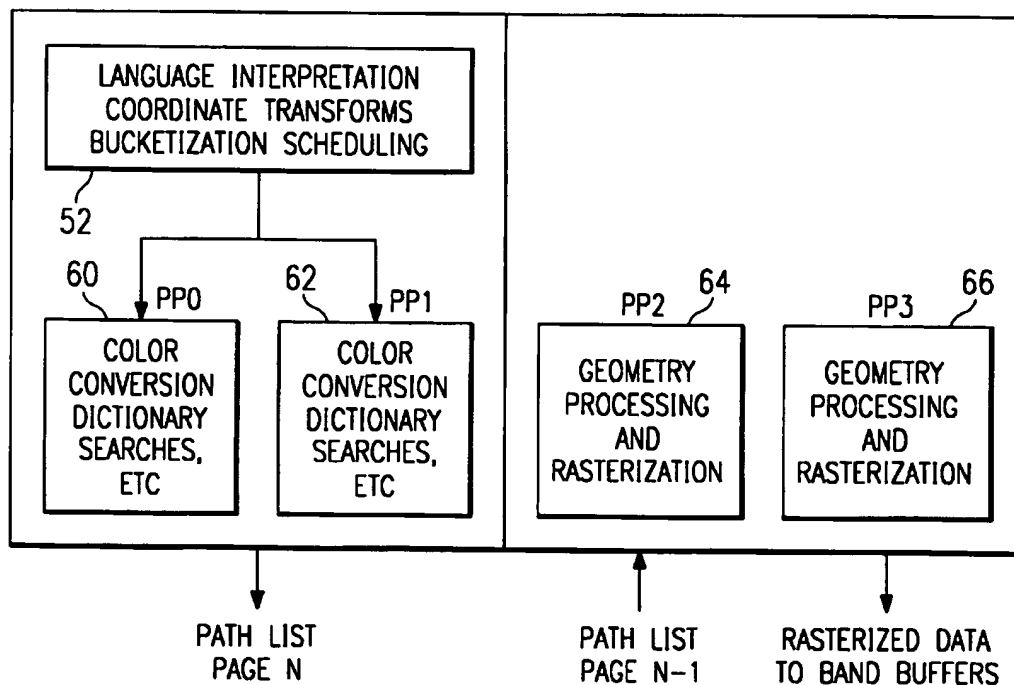 LANGUAGE INTERPRETATION
COORDINATE TRANSFORMS
BUCKETIZATION SCHEDULING
52
60
PP0
62
PP1
PP2
64
PP3
66
COLOR
CONVERSION
DICTIONARY
SEARCHES,
ETC
COLOR
CONVERSION
DICTIONARY
SEARCHES,
ETC
GEOMETRY
PROCESSING
AND
RASTERIZATION
GEOMETRY
PROCESSING
AND
RASTERIZATION
PATH LIST
PAGE N
PATH LIST
PAGE N-1
RASTERIZED DATA
TO BAND BUFFERS